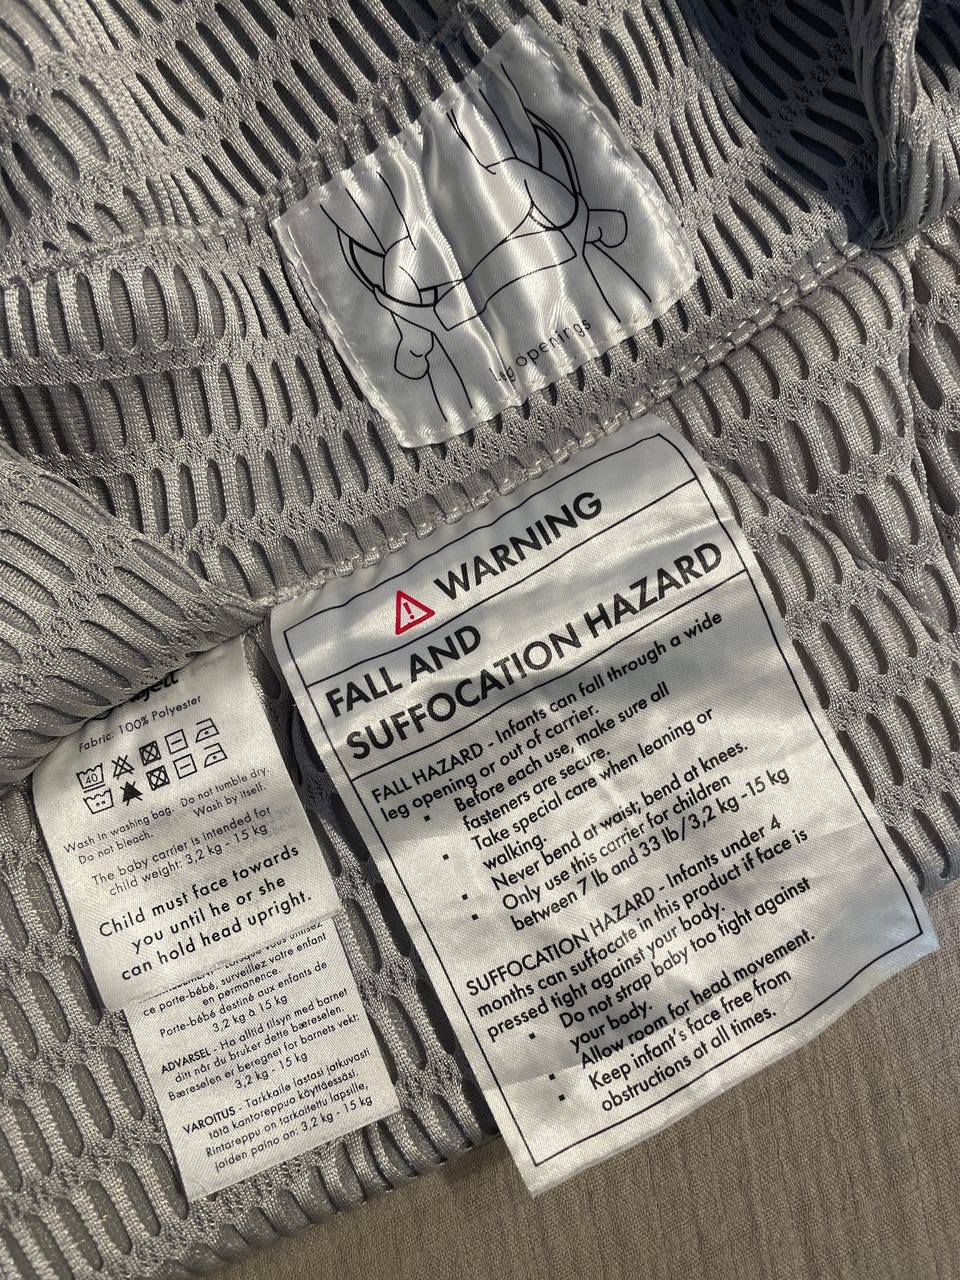 Leg openings
WARNING
FALL AND
SUFFOCATION HAZARD
FALL HAZARD - Infants can fall through a wide
leg opening or out of carrier.
• Before each use, make sure all
fasteners are secure.
• Take special care when leaning or
walking.
• Never bend at waist; bend at knees.
• Only use this carrier for children
between 7 lb and 33 lb/3,2 kg -15 kg
SUFFOCATION HAZARD - Infants under 4
months can suffocate in this product if face is
pressed tight against your body.
• Do not strap baby too tight against
your body.
• Allow room for head movement.
• Keep infant's face free from
obstructions at all times.
Fabric: 100% Polyester
40
Wash in washing bag. Do not tumble dry.
Do not bleach. Wash by itself.
The baby carrier is intended for
child weight: 3,2 kg - 15 kg
Child must face towards
you until he or she
can hold head upright.
ce porte-bébé, surveillez votre enfant
en permanence.
Porte-bébé destiné aux enfants de
3,2 kg à 15 kg
ADVARSEL - Ha alltid tilsyn med barnet
ditt når du bruker dette bæreselen.
Bæreselen er beregnet for barnets vekt:
3,2 kg - 15 kg
VAROITUS - Tarkkaile lastasi jatkuvasti
tätä kantoreppua käyttäessäsi.
Rintareppu on tarkoitettu lapsille,
joiden paino on: 3,2 kg - 15 kg